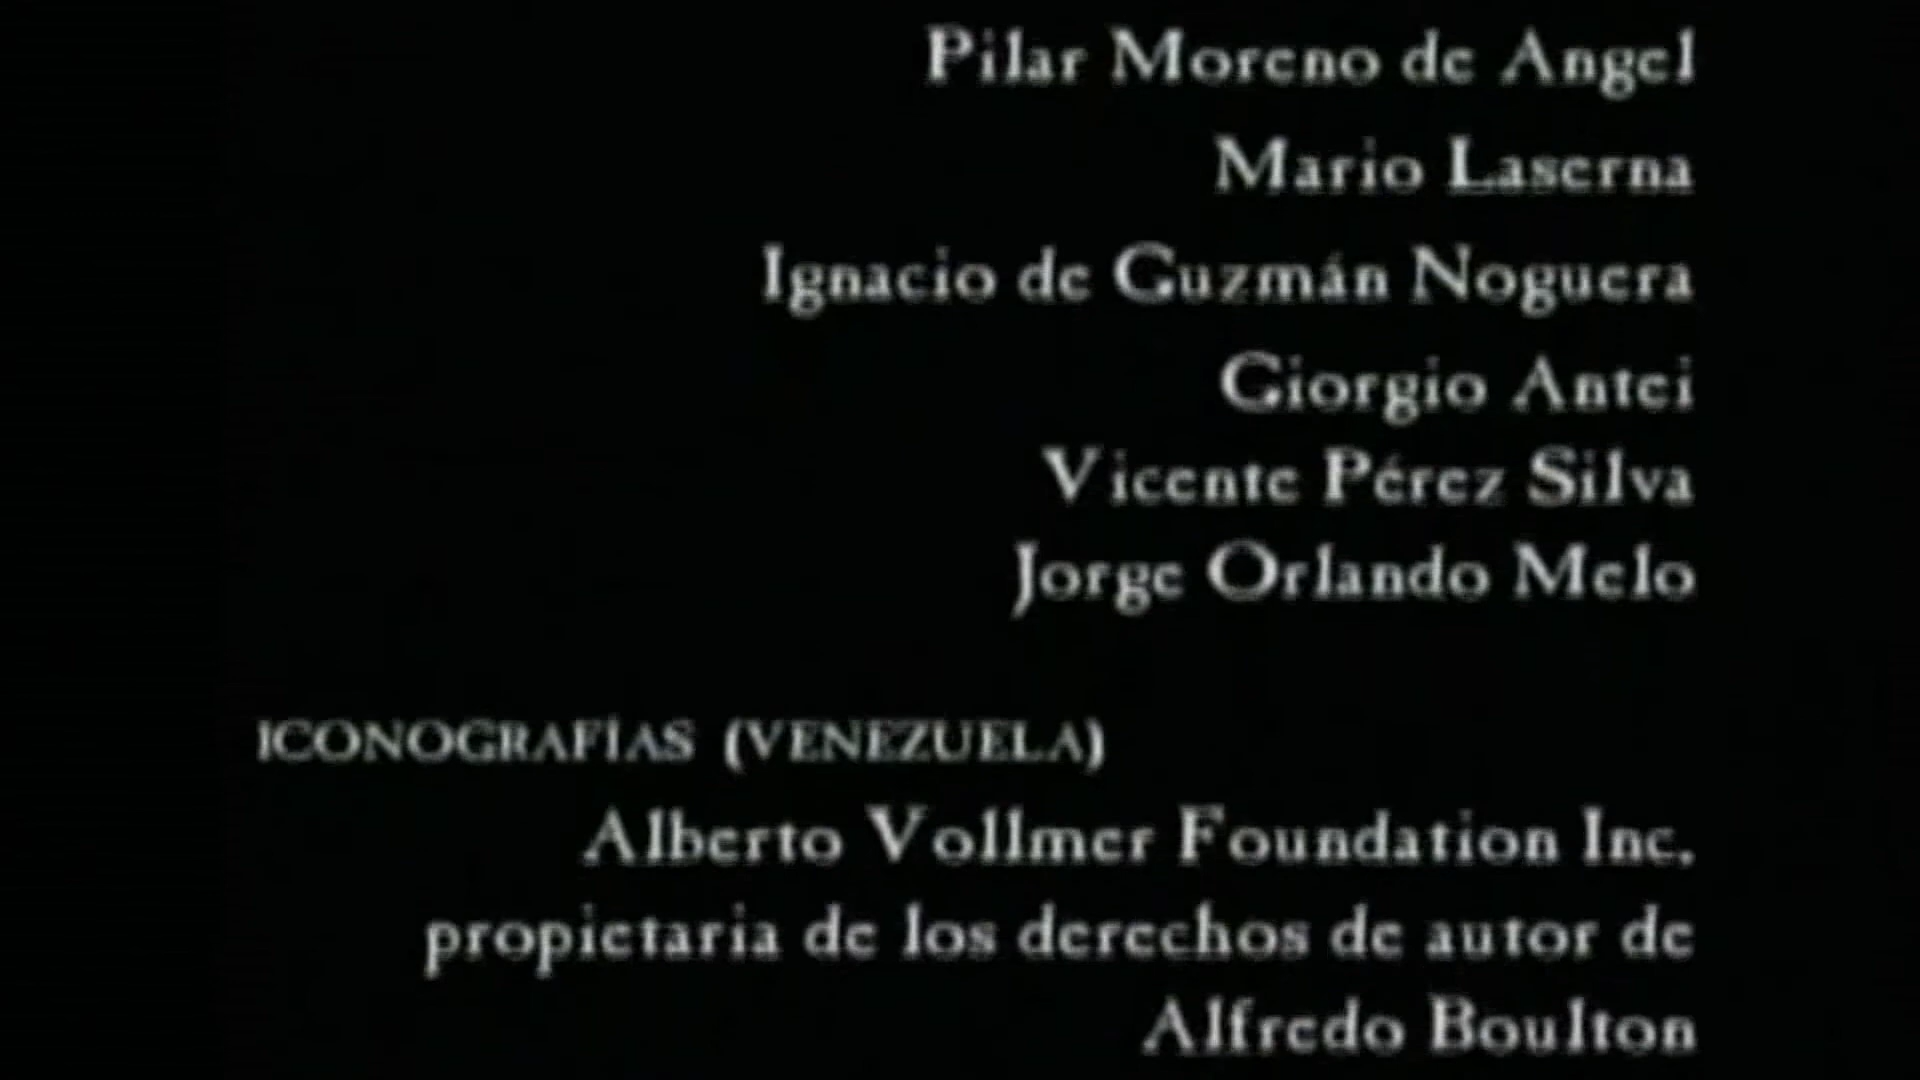 Pilar Moreno de Angel
Mario Laserna
Ignacio de Guzmán Noguera
Giorgio Antei
Vicente Pérez Silva
Jorge Orlando Melo
ICONOGRAFÍAS (VENEZUELA)
Alberto Vollmer Foundation Inc.
propietaria de los derechos de autor de
Alfredo Boulton